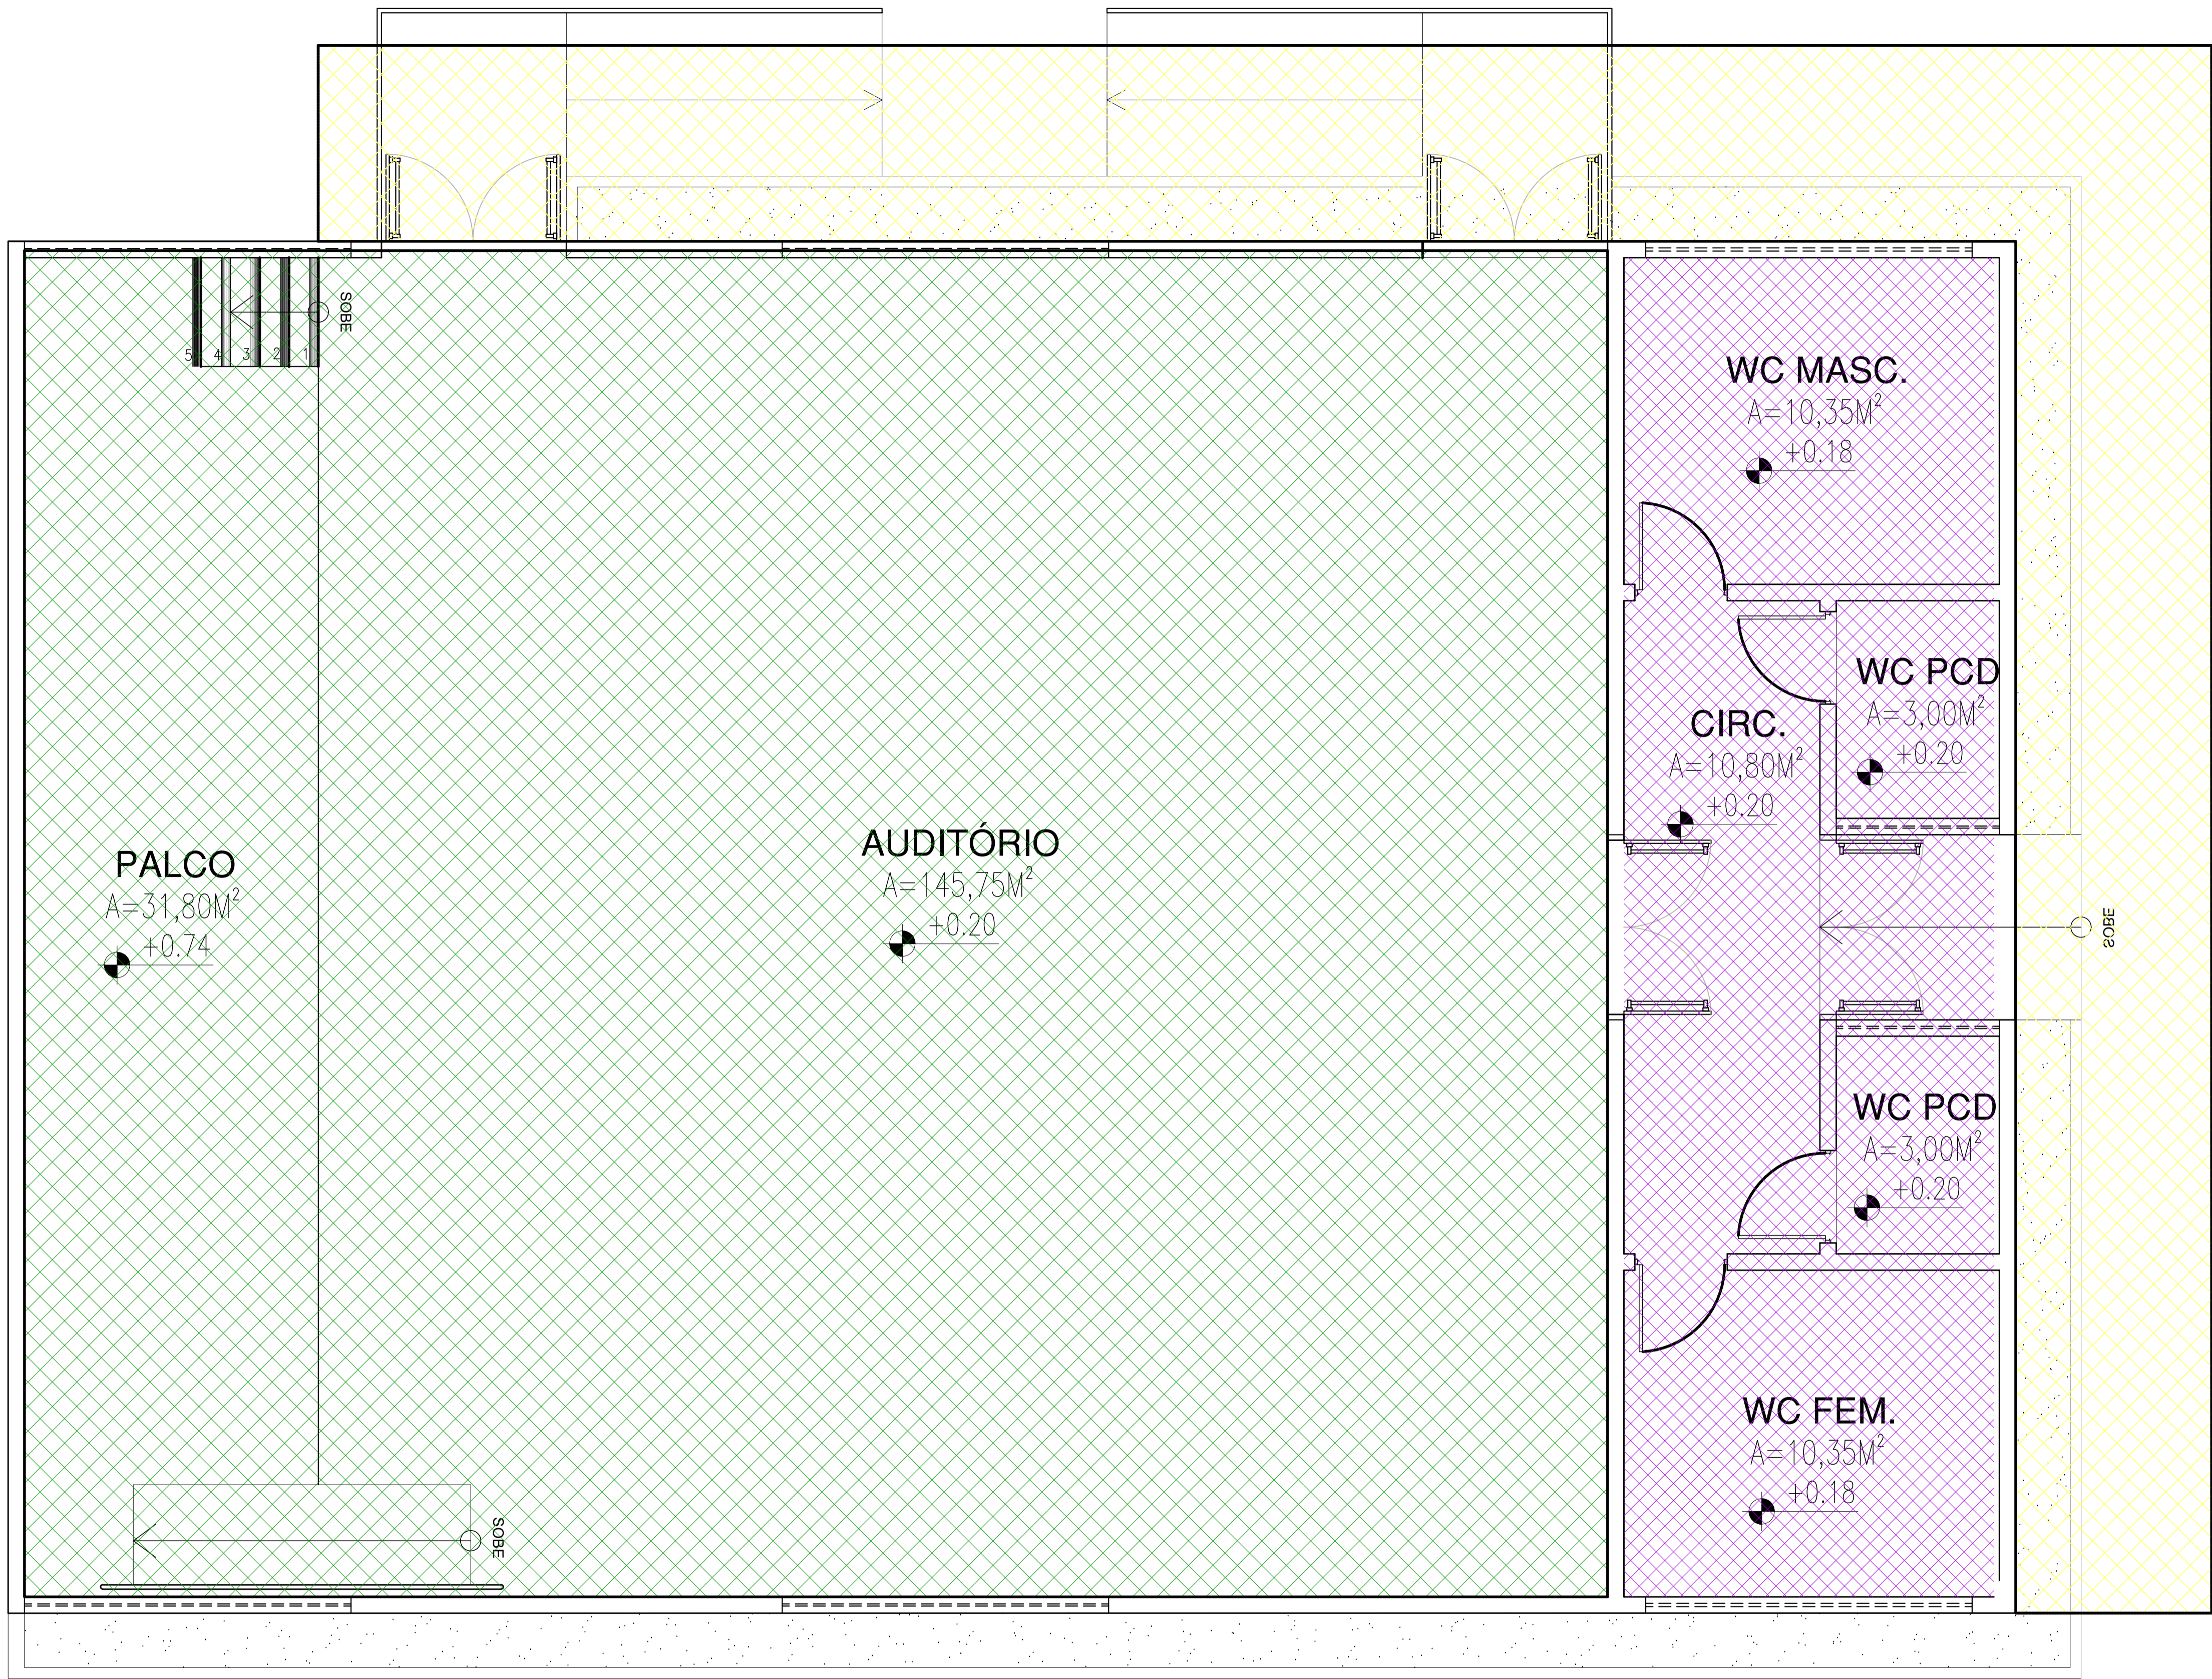 SOBE
5 4 3 2 1
WC MASC.
A=10,35M²
+0.18
WC PCD
A=3,00M²
+0.20
CIRC.
A=10,80M²
+0.20
PALCO
A=31,80M²
+0.74
AUDITÓRIO
A=145,75M²
+0.20
SOBE
WC PCD
A=3,00M²
+0.20
WC FEM.
A=10,35M²
+0.18
SOBE